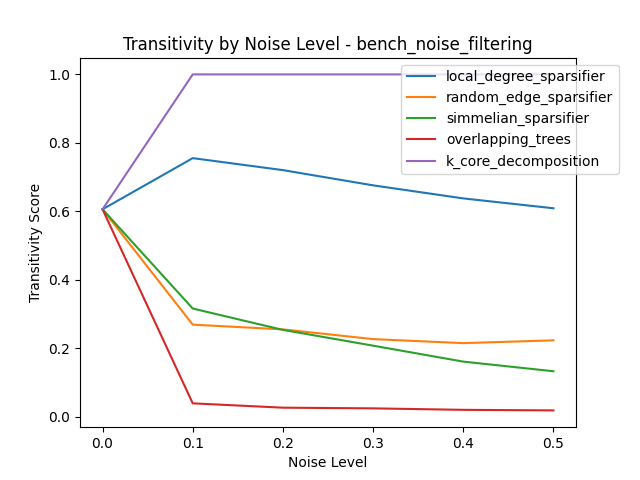 Transitivity by Noise Level - bench_noise_filtering
local_degree_sparsifier
random_edge_sparsifier
simmelian_sparsifier
overlapping_trees
k_core_decomposition
Transitivity Score
1.0
0.8
0.6
0.4
0.2
0.0
0.0 0.1 0.2 0.3 0.4 0.5
Noise Level